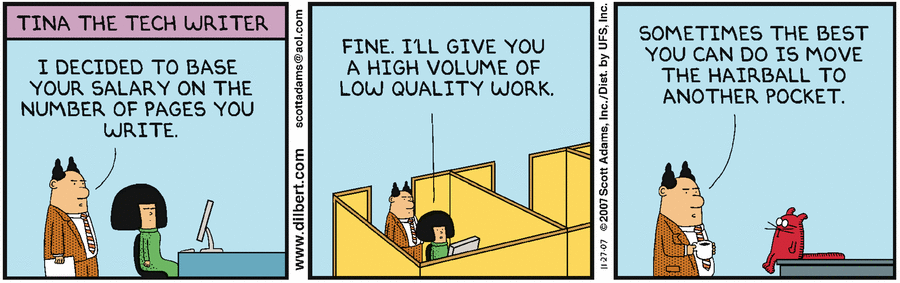 TINA THE TECH WRITER
I DECIDED TO BASE
YOUR SALARY ON THE
NUMBER OF PAGES YOU
WRITE.
www.dilbert.com scottadams@aol.com
FINE. I'LL GIVE YOU
A HIGH VOLUME OF
LOW QUALITY WORK.
11-27-07 ©2007 Scott Adams, Inc./Dist. by UFS, Inc.
SOMETIMES THE BEST
YOU CAN DO IS MOVE
THE HAIRBALL TO
ANOTHER POCKET.